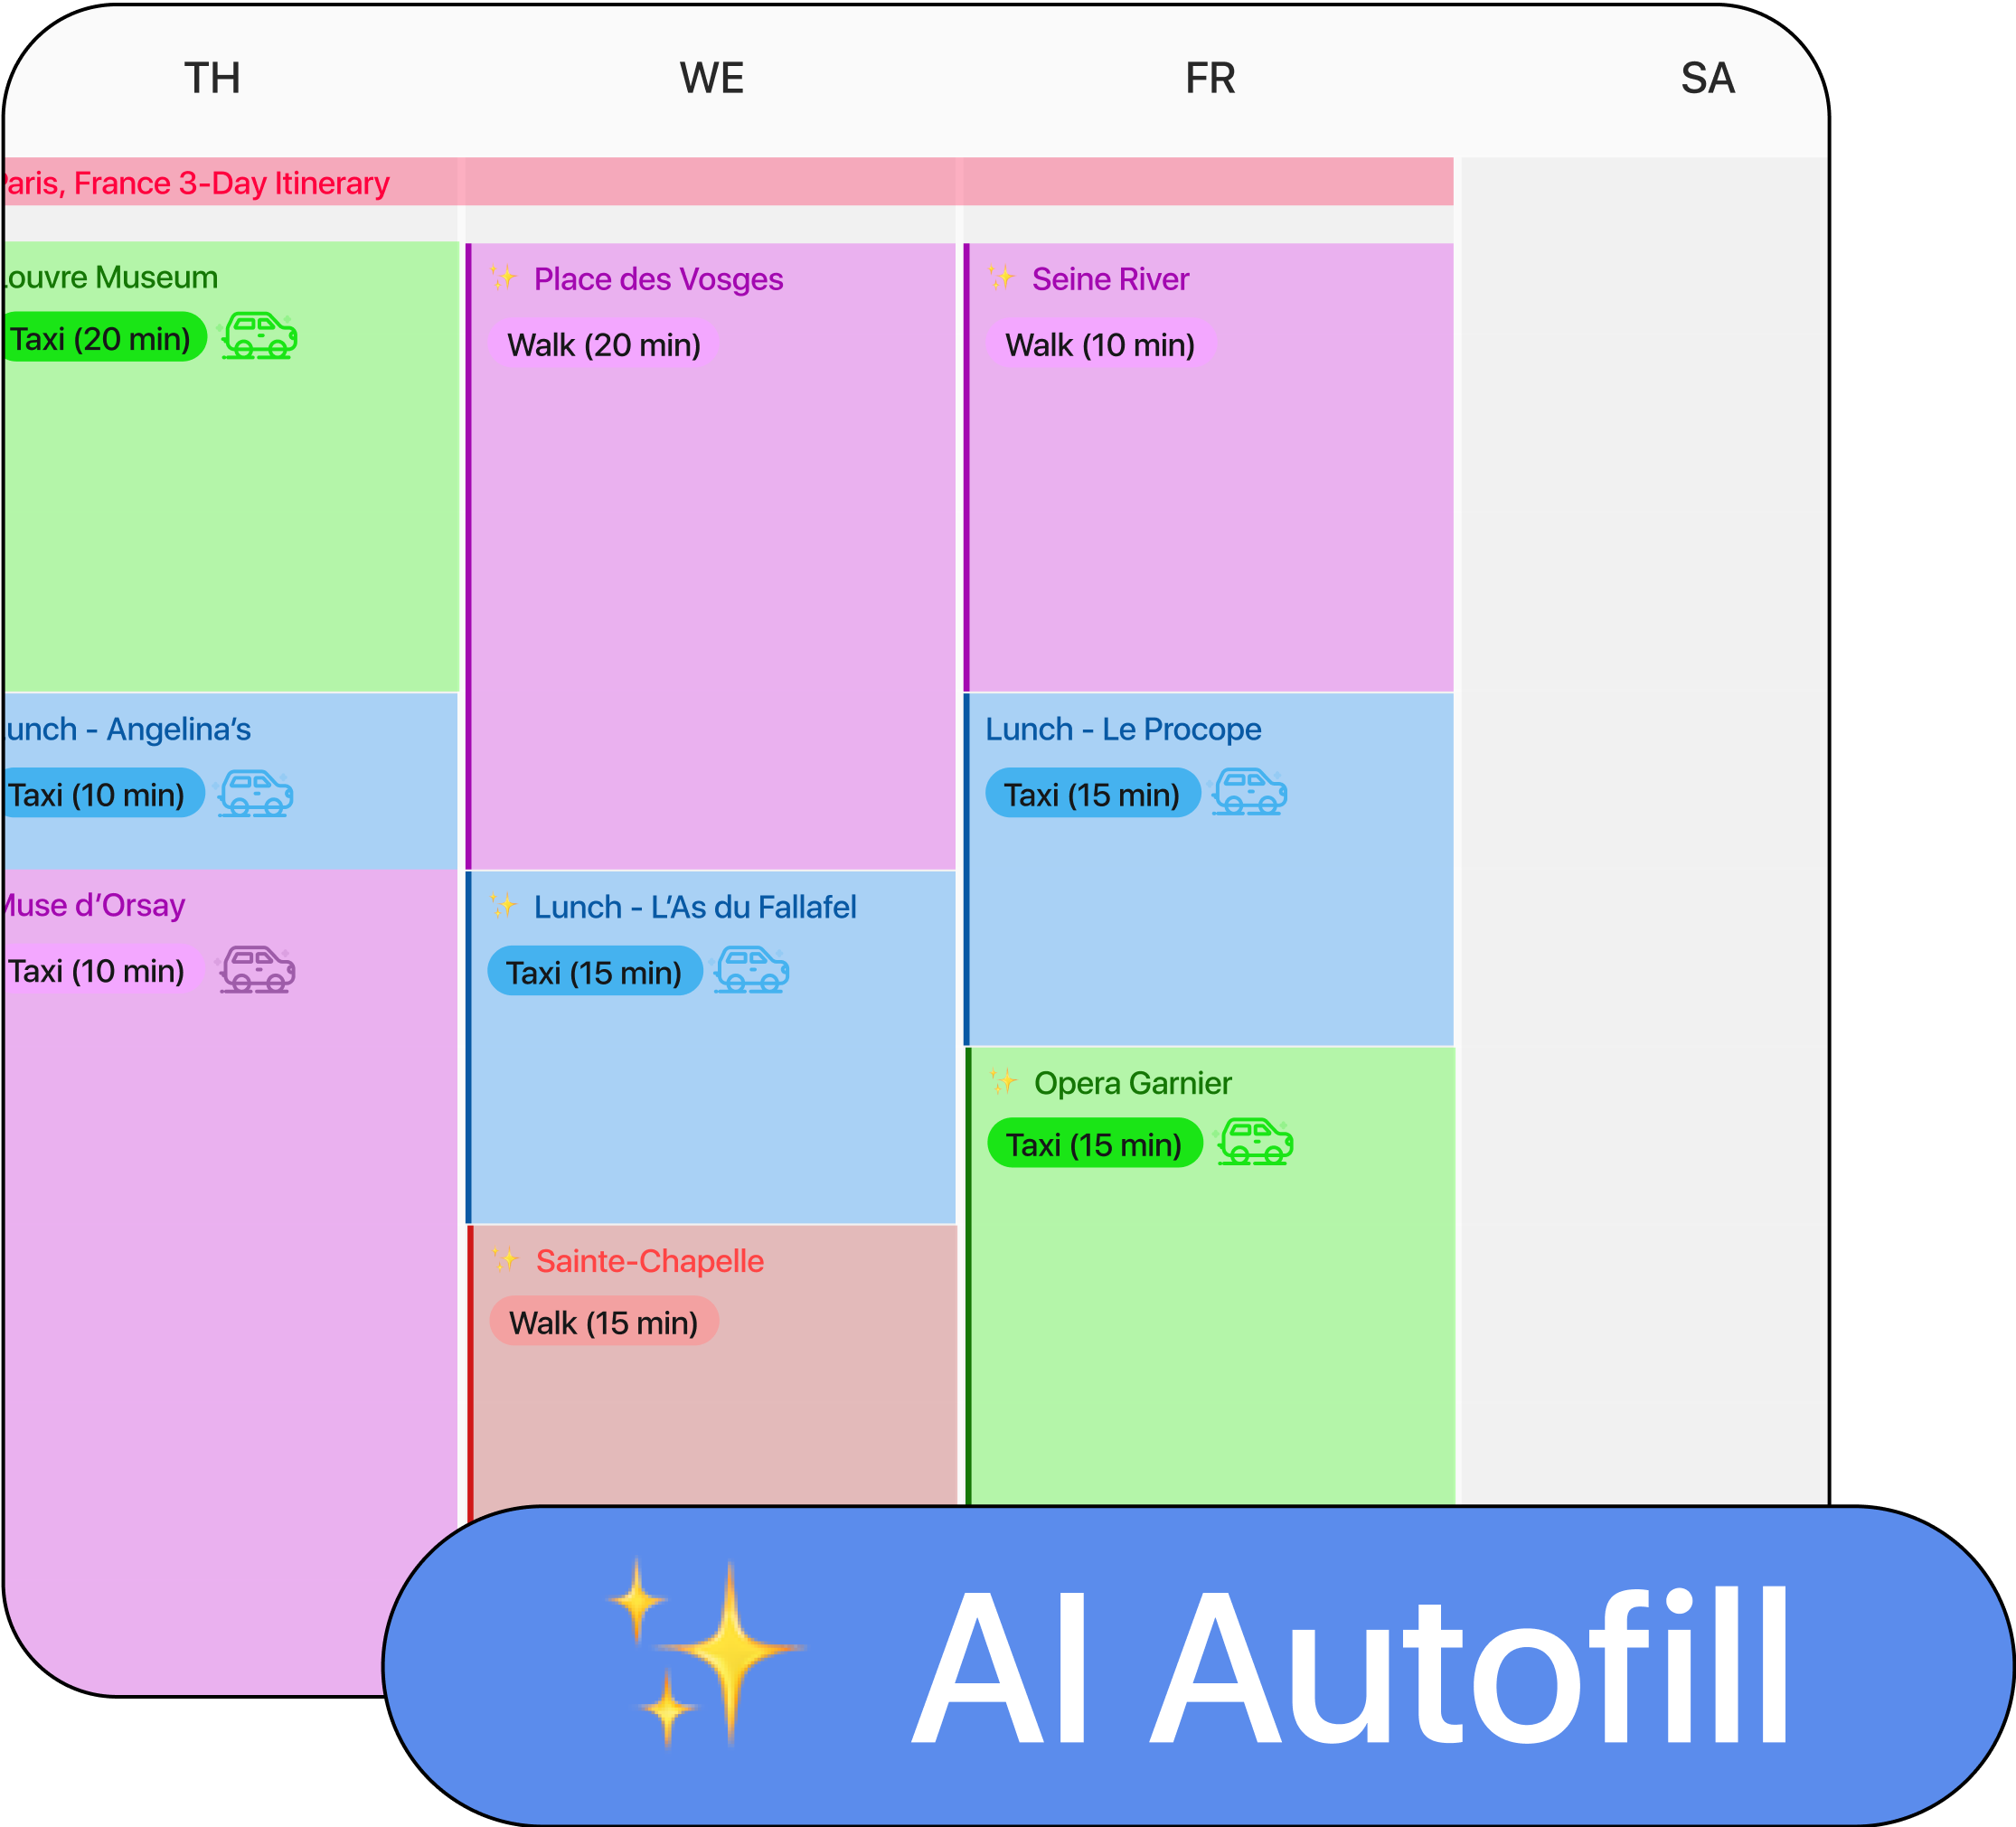 TH
WE
FR
SA
aris, France 3-Day Itinerary
ouvre Museum
Taxi (20 min)
unch - Angelina’s
Taxi (10 min)
Muse d’Orsay
Taxi (10 min)
Place des Vosges
Walk (20 min)
Lunch - L’As du Fallafel
Taxi (15 min)
Sainte-Chapelle
Walk (15 min)
Seine River
Walk (10 min)
Lunch - Le Procope
Taxi (15 min)
Opera Garnier
Taxi (15 min)
AI Autofill